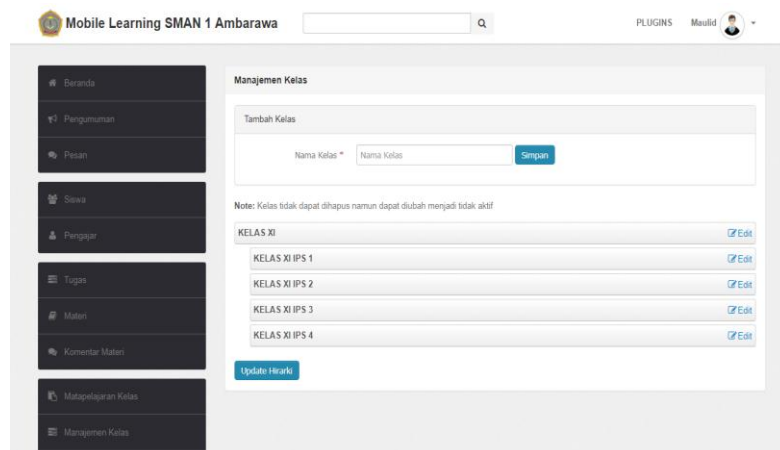 Mobile Learning SMAN 1 Ambarawa
PLUGINS
Maulid
Beranda
Pengumuman
Pesan
Siswa
Pengajar
Tugas
Materi
Komentar Materi
Matapelajaran Kelas
Manajemen Kelas
Manajemen Kelas
Tambah Kelas
Nama Kelas *
Nama Kelas
Simpan
Note: Kelas tidak dapat dihapus namun dapat diubah menjadi tidak aktif
KELAS XI Edit
KELAS XI IPS 1 Edit
KELAS XI IPS 2 Edit
KELAS XI IPS 3 Edit
KELAS XI IPS 4 Edit
Update Hirarki